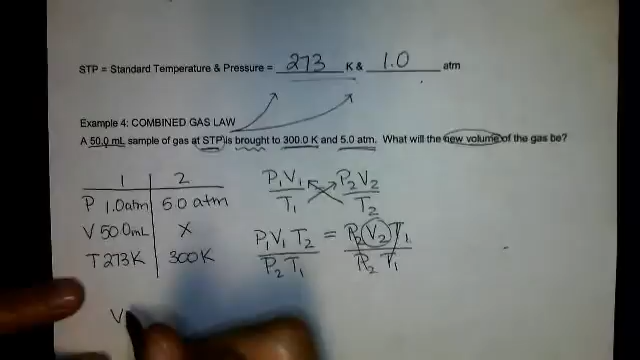 STP = Standard Temperature & Pressure = 273 K & 1.0 atm
Example 4: COMBINED GAS LAW
A 50.0 mL sample of gas at STP is brought to 300.0 K and 5.0 atm. What will the new volume of the gas be?
1 2
P 1.0atm 5.0 atm
V 50.0mL X
T 273K 300K
P₁V₁ P₂V₂
T₁ T₂
P₁V₁T₂ = P₂V₂T₁
P₂T₁ P₂T₁
V